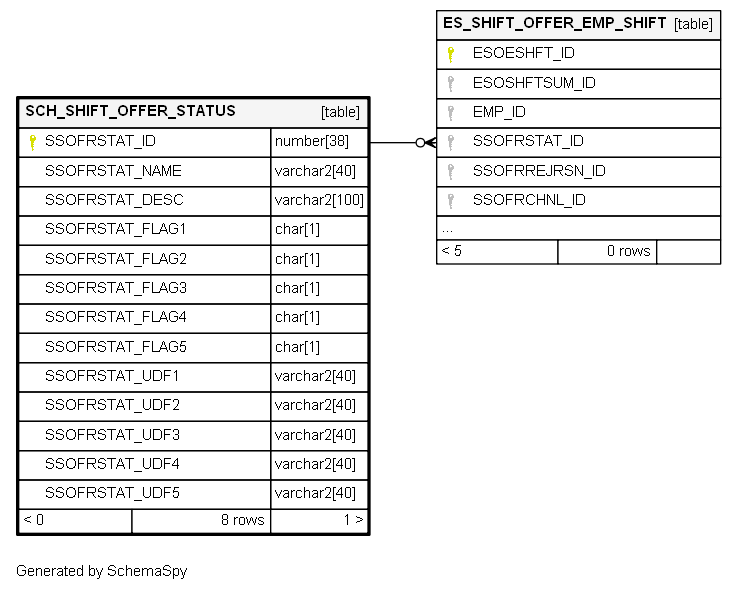 ES_SHIFT_OFFER_EMP_SHIFT [table]
ESOESHFT_ID
ESOSHFTSUM_ID
EMP_ID
SSOFRSTAT_ID
SSOFRREJRSN_ID
SSOFRCHNL_ID
...
< 5 0 rows
SCH_SHIFT_OFFER_STATUS [table]
SSOFRSTAT_ID number[38]
SSOFRSTAT_NAME varchar2[40]
SSOFRSTAT_DESC varchar2[100]
SSOFRSTAT_FLAG1 char[1]
SSOFRSTAT_FLAG2 char[1]
SSOFRSTAT_FLAG3 char[1]
SSOFRSTAT_FLAG4 char[1]
SSOFRSTAT_FLAG5 char[1]
SSOFRSTAT_UDF1 varchar2[40]
SSOFRSTAT_UDF2 varchar2[40]
SSOFRSTAT_UDF3 varchar2[40]
SSOFRSTAT_UDF4 varchar2[40]
SSOFRSTAT_UDF5 varchar2[40]
< 0 8 rows 1 >
Generated by SchemaSpy